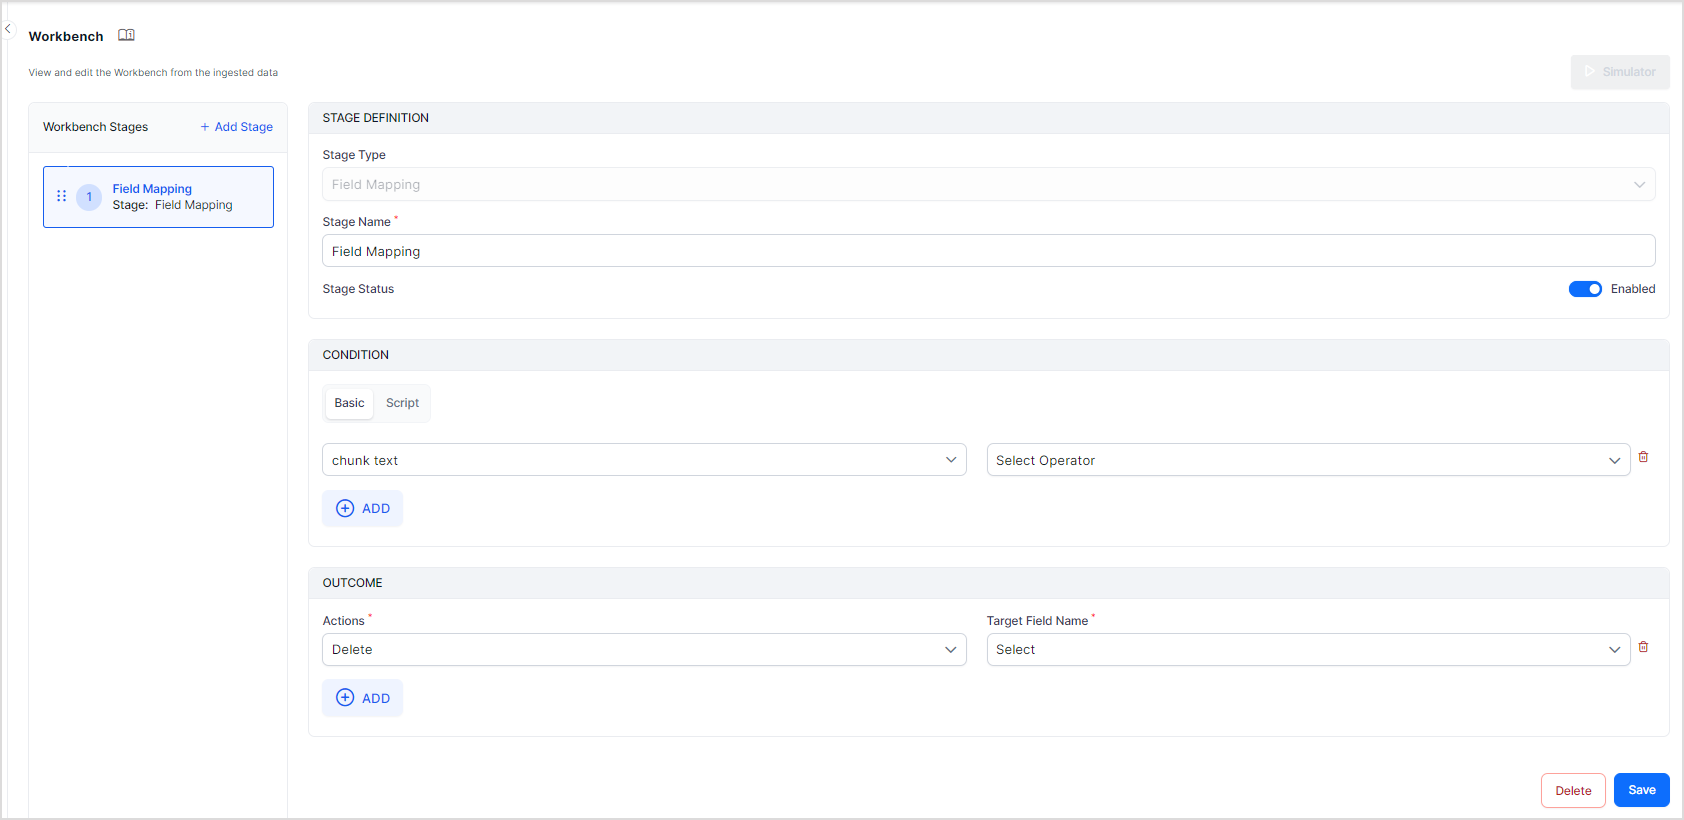 Workbench
View and edit the Workbench from the ingested data
Simulator
Workbench Stages + Add Stage
1 Field Mapping
Stage: Field Mapping
STAGE DEFINITION
Stage Type
Field Mapping
Stage Name *
Field Mapping
Stage Status Enabled
CONDITION
Basic Script
chunk text Select Operator
ADD
OUTCOME
Actions * Target Field Name *
Delete Select
ADD
Delete Save